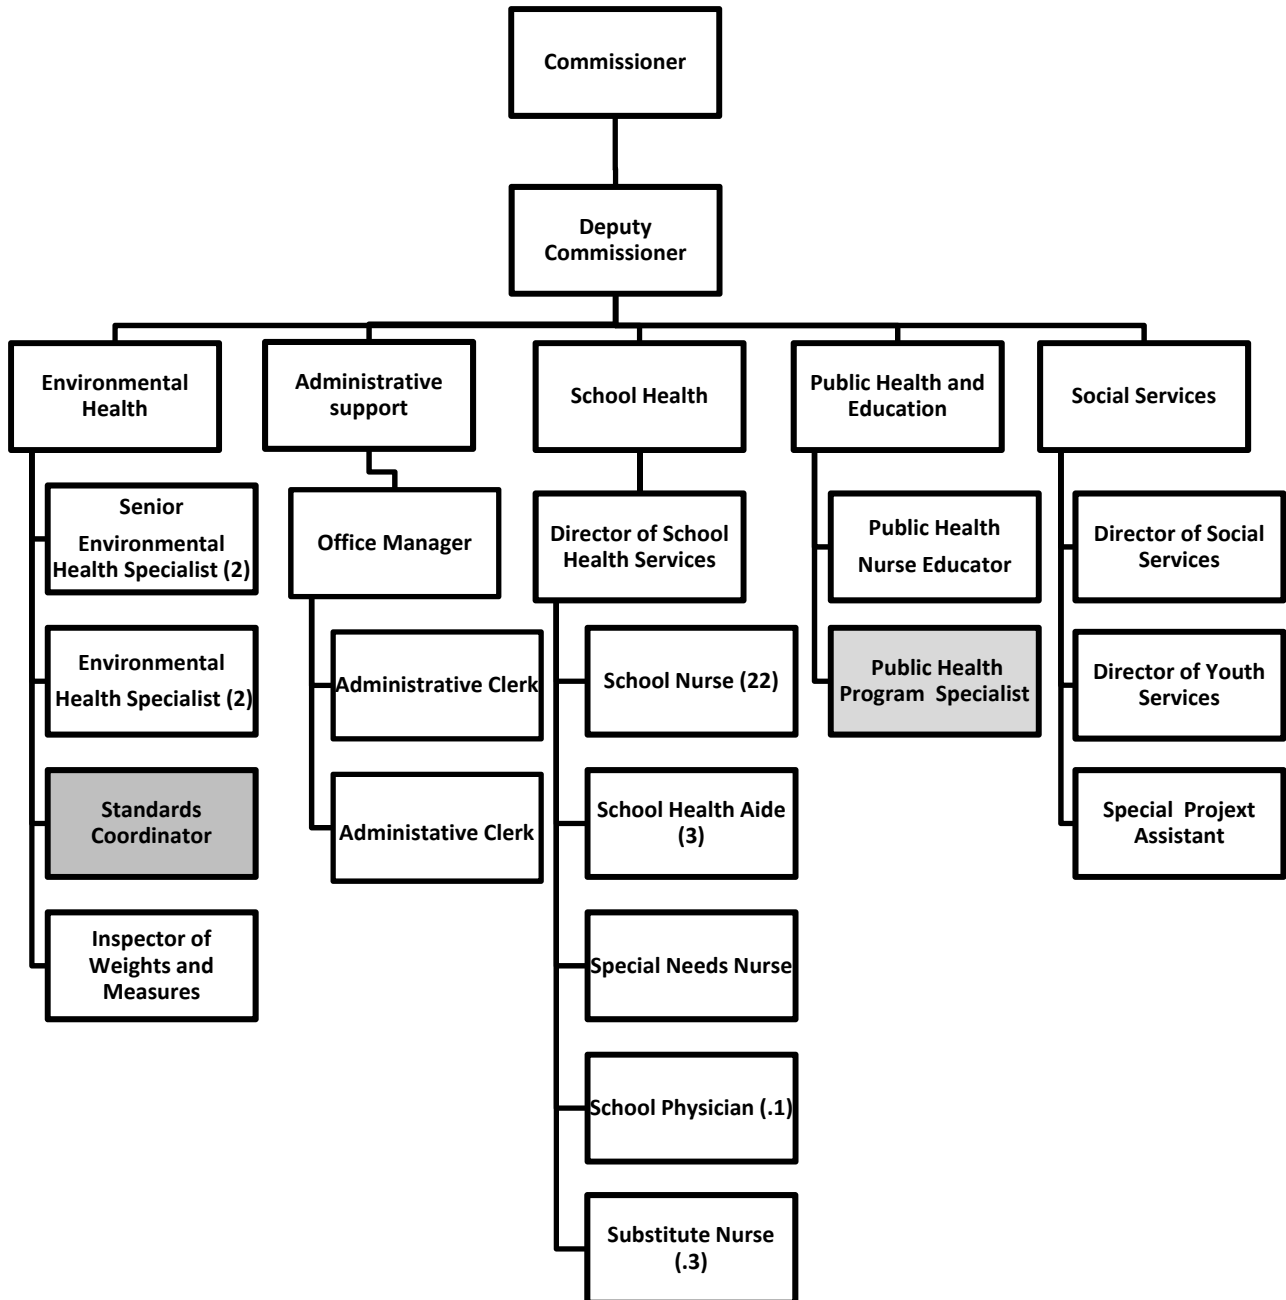 Commissioner
Deputy
Commissioner
Environmental
Health
Administrative
support
School Health
Public Health and
Education
Social Services
Senior
Environmental
Health Specialist (2)
Office Manager
Director of School
Health Services
Public Health
Nurse Educator
Director of Social
Services
Environmental
Health Specialist (2)
Administrative Clerk
School Nurse (22)
Public Health
Program  Specialist
Director of Youth
Services
Standards
Coordinator
Administative Clerk
School Health Aide
(3)
Special  Projext
Assistant
Inspector of
Weights and
Measures
Special Needs Nurse
School Physician (.1)
Substitute Nurse
(.3)